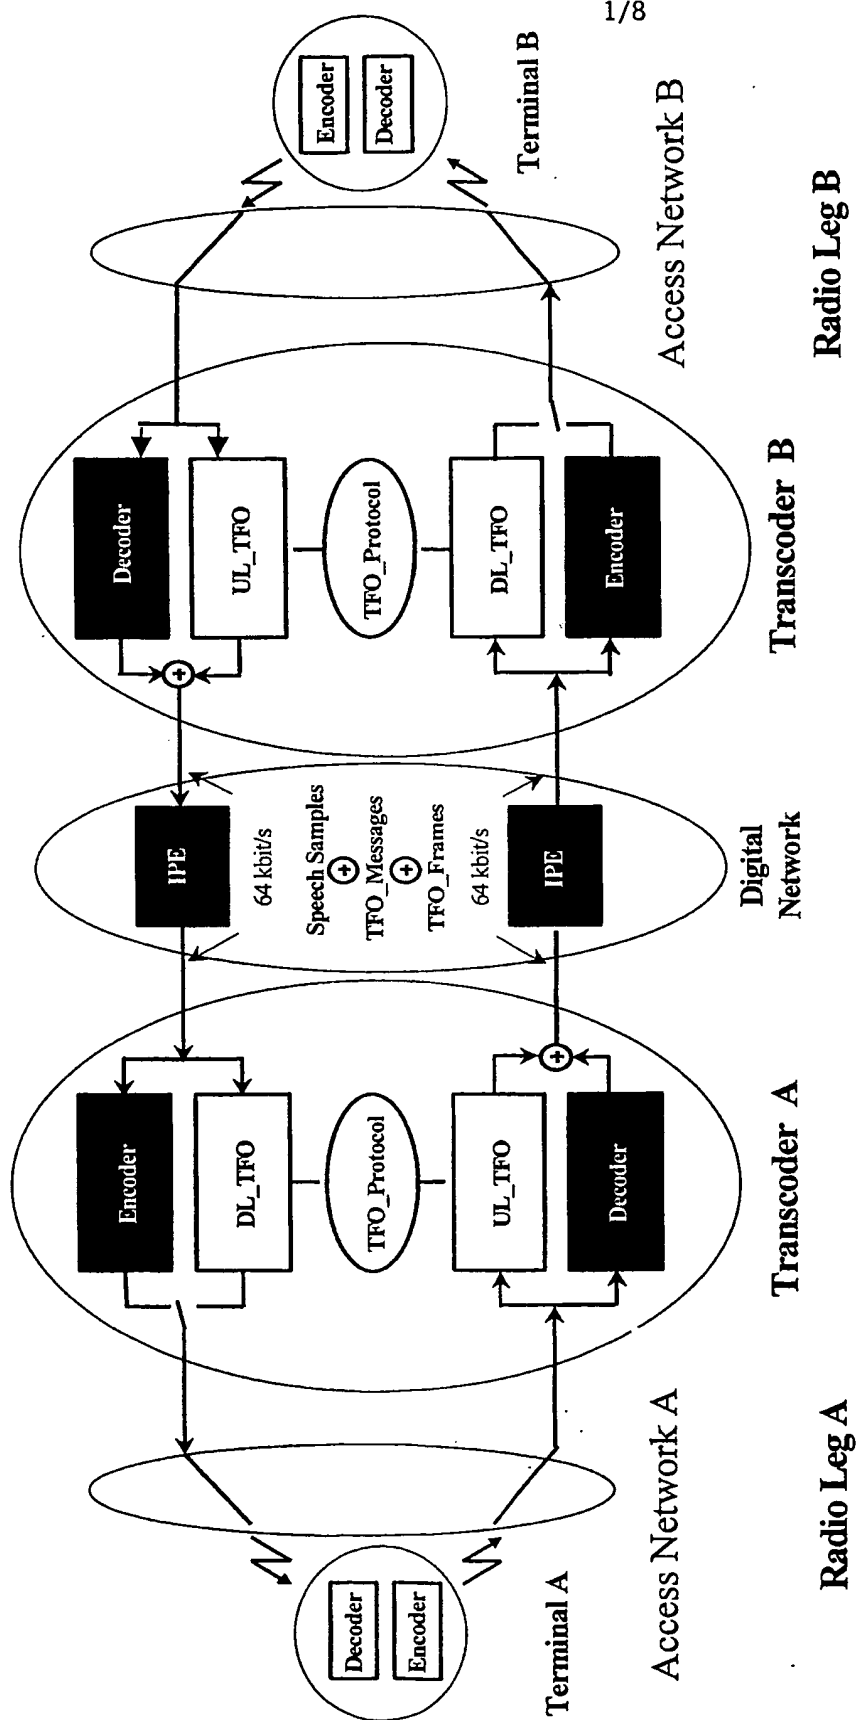 1/8
Decoder
Encoder
Terminal A
Access Network A
Radio Leg A
Encoder
DL_TFO
TFO_Protocol
UL_TFO
Decoder
Transcoder A
IPE
64 kbit/s
Speech Samples
+
TFO_Messages
+
TFO_Frames
64 kbit/s
IPE
Digital
Network
+
+
Decoder
UL_TFO
TFO_Protocol
DL_TFO
Encoder
Transcoder B
Encoder
Decoder
Terminal B
Access Network B
Radio Leg B